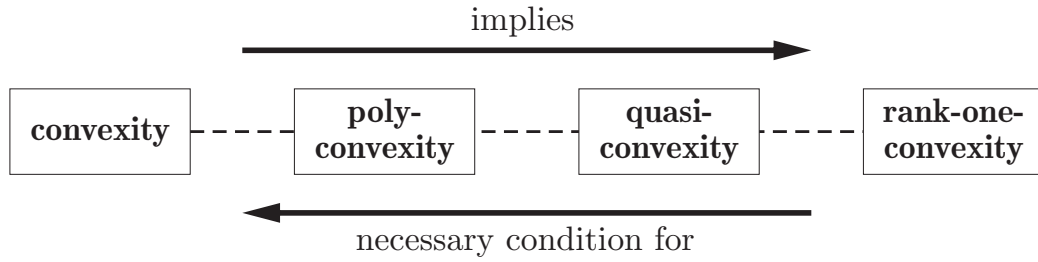 implies
convexity
poly-
convexity
quasi-
convexity
rank-one-
convexity
necessary condition for